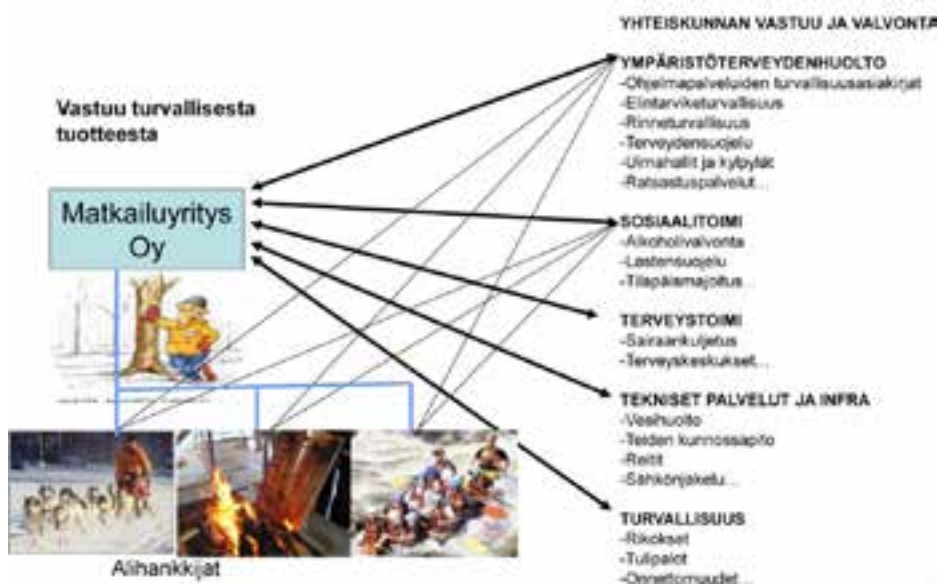 Vastuu turvallisesta
tuotteesta
Matkailuyritys
Oy
Alihankkijat
YHTEISKUNNAN VASTUU JA VALVONTA
YMPÄRISTÖTERVEYDENHUOLTO
-Ohjelmapalveluiden turvallisuusasiakirjat
-Elintarviketurvallisuus
-Rinneturvallisuus
-Terveydensuojelu
-Uimahallit ja kylpylät
-Ratsastuspalvelut...
SOSIAALITOIMI
-Alkoholivalvonta
-Lastensuojelu
-Tilapäismajoitus...
TERVEYSTOIMI
-Sairaankuljetus
-Terveyskeskukset...
TEKNISET PALVELUT JA INFRA
-Vesihuolto
-Teiden kunnossapito
-Reitit
-Sähkönjakelu...
TURVALLISUUS
-Rikokset
-Tulipalot
-Onnettomuudet...